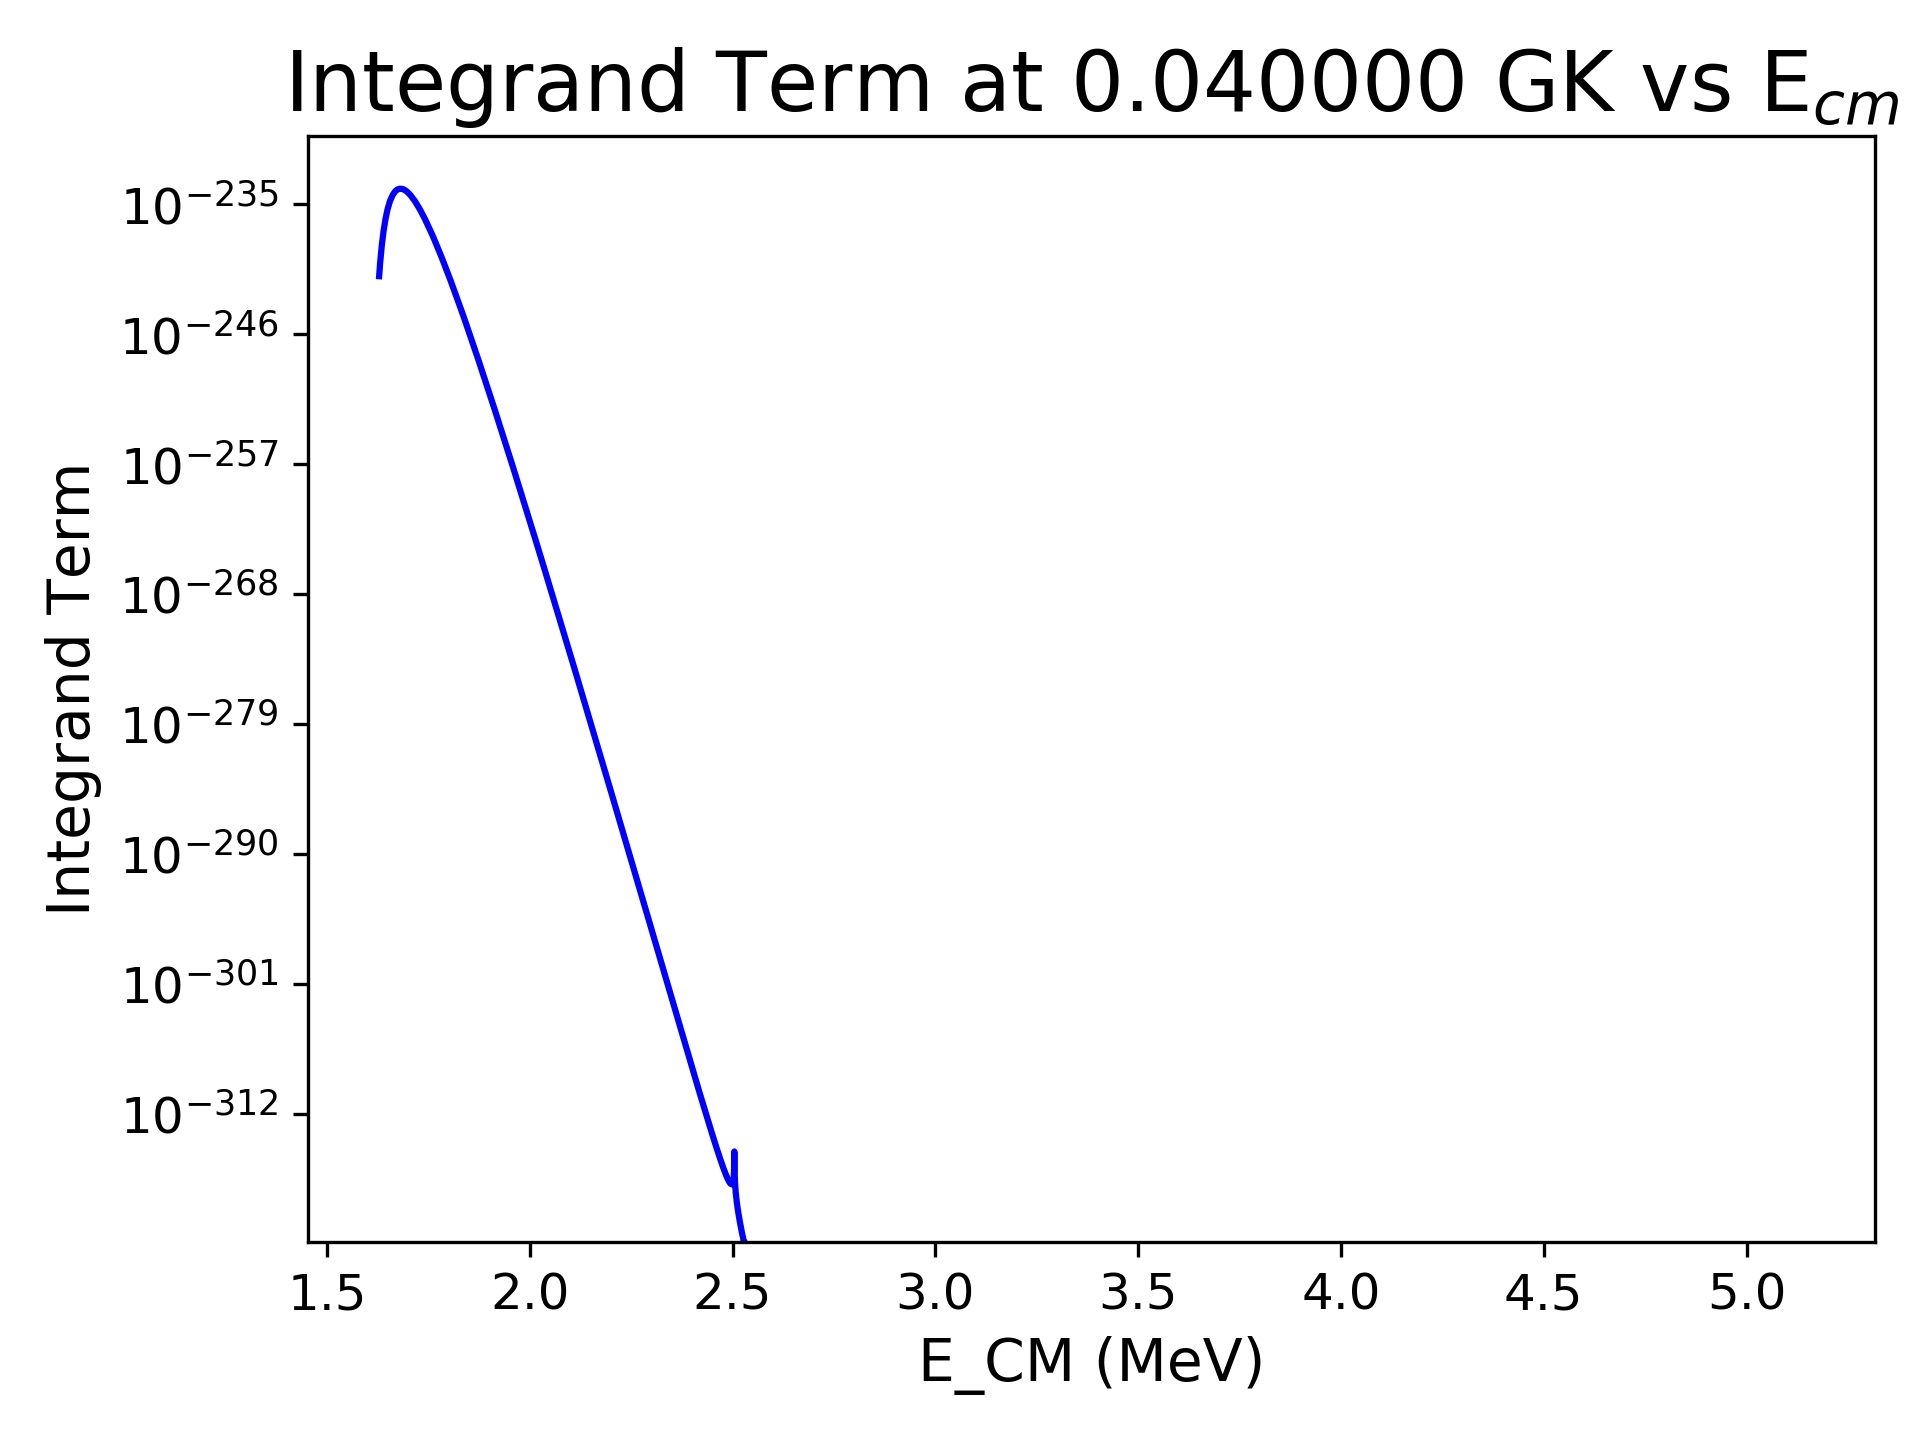 Integrand Term at 0.040000 GK vs E_cm
Integrand Term
10^−235
10^−246
10^−257
10^−268
10^−279
10^−290
10^−301
10^−312
1.5 2.0 2.5 3.0 3.5 4.0 4.5 5.0
E_CM (MeV)